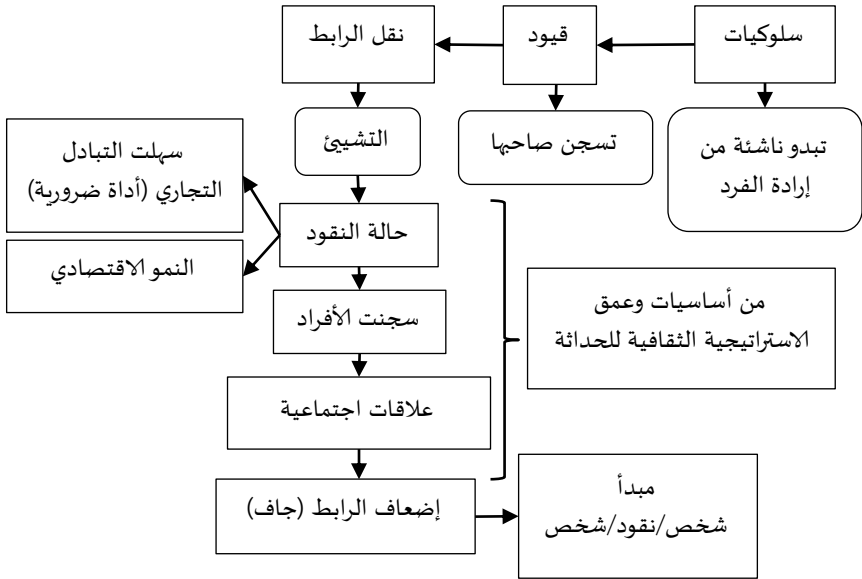 سلوكيات
قيود
نقل الرابط
تبدو ناشئة من
إرادة الفرد
تسجن صاحبها
التشيئ
سهلت التبادل
التجاري (أداة ضرورية)
حالة النقود
النمو الاقتصادي
من أساسيات وعمق
الاستراتيجية الثقافية للحداثة
سجنت الأفراد
علاقات اجتماعية
إضعاف الرابط (جاف)
مبدأ
شخص/نقود/شخص